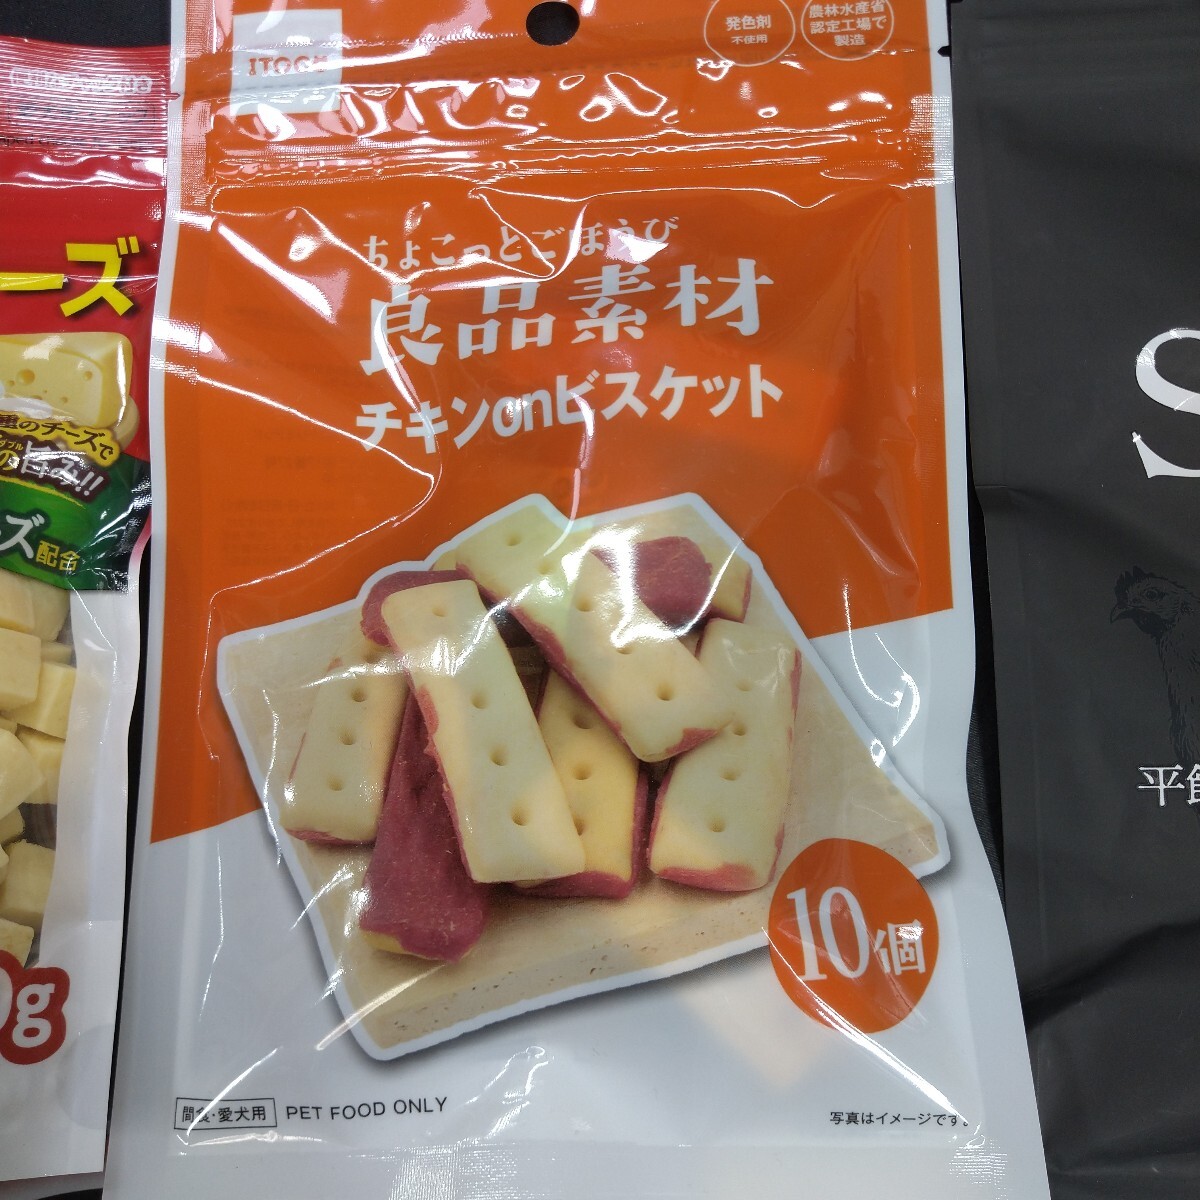 発色剤
不使用
農林水産省
認定工場で
製造
ちょこっとごほうび
良品素材
チキンonビスケット
10個
間食・愛犬用
PET FOOD ONLY
写真はイメージです。
ーズ
のチーズで
の旨み!!
ズ配合
0g
S
平飼